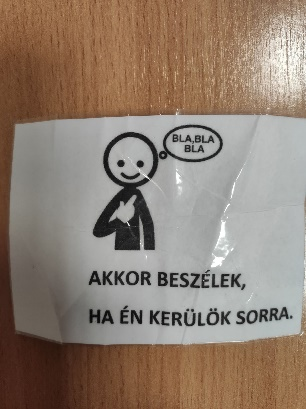 BLA,BLA
BLA
AKKOR BESZÉLEK,
HA ÉN KERÜLÖK SORRA.